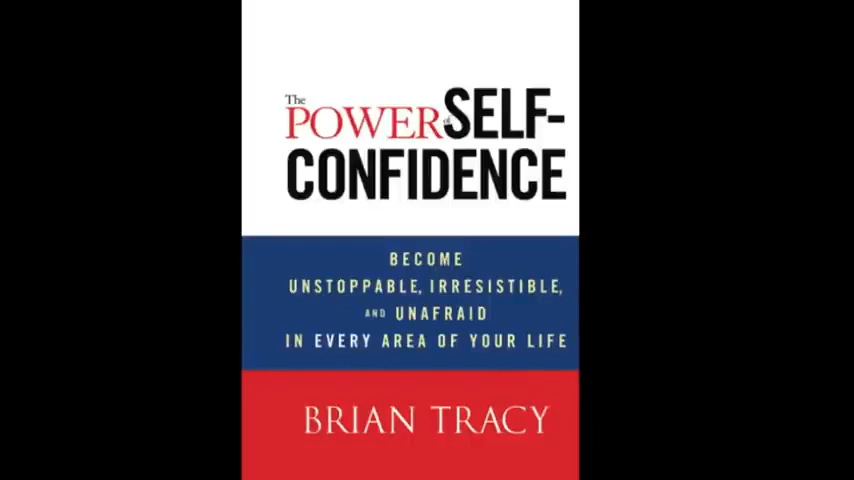 The
POWER of SELF-
CONFIDENCE
BECOME
UNSTOPPABLE, IRRESISTIBLE,
AND UNAFRAID
IN EVERY AREA OF YOUR LIFE
BRIAN TRACY